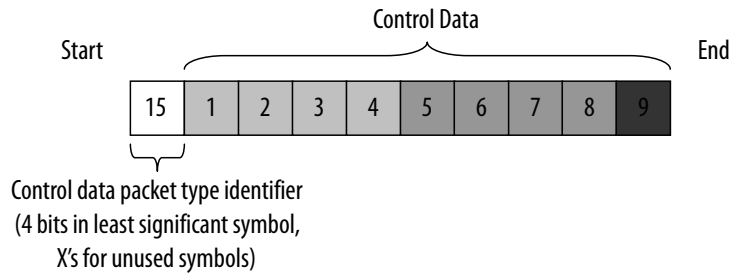 Control Data
Start
End
15 1 2 3 4 5 6 7 8 9
Control data packet type identifier
(4 bits in least significant symbol,
X's for unused symbols)